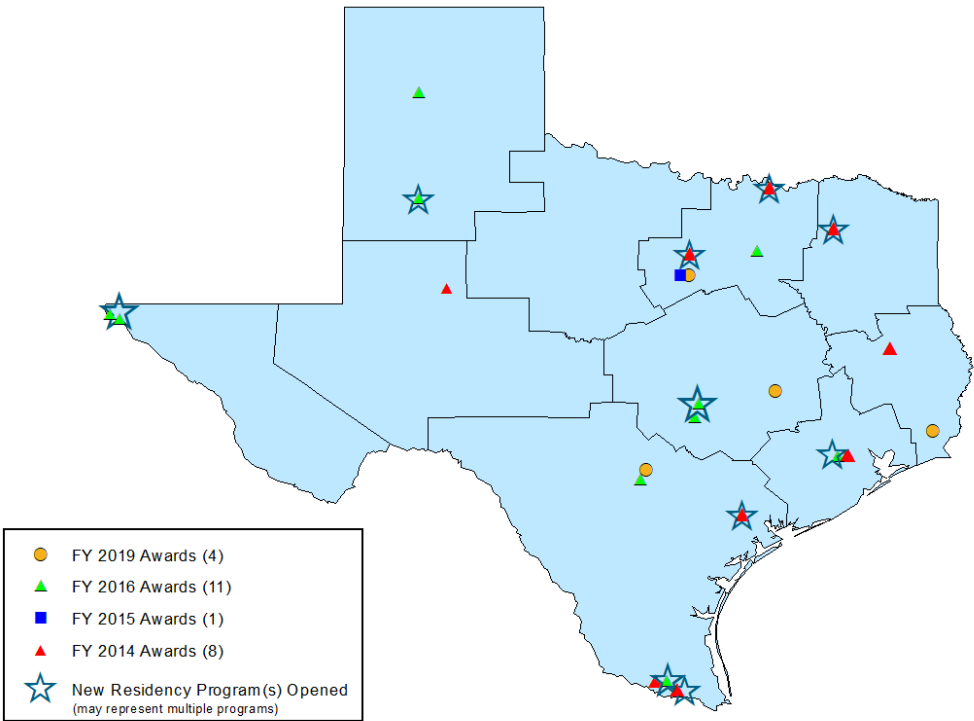 FY 2019 Awards (4)
FY 2016 Awards (11)
FY 2015 Awards (1)
FY 2014 Awards (8)
New Residency Program(s) Opened
(may represent multiple programs)